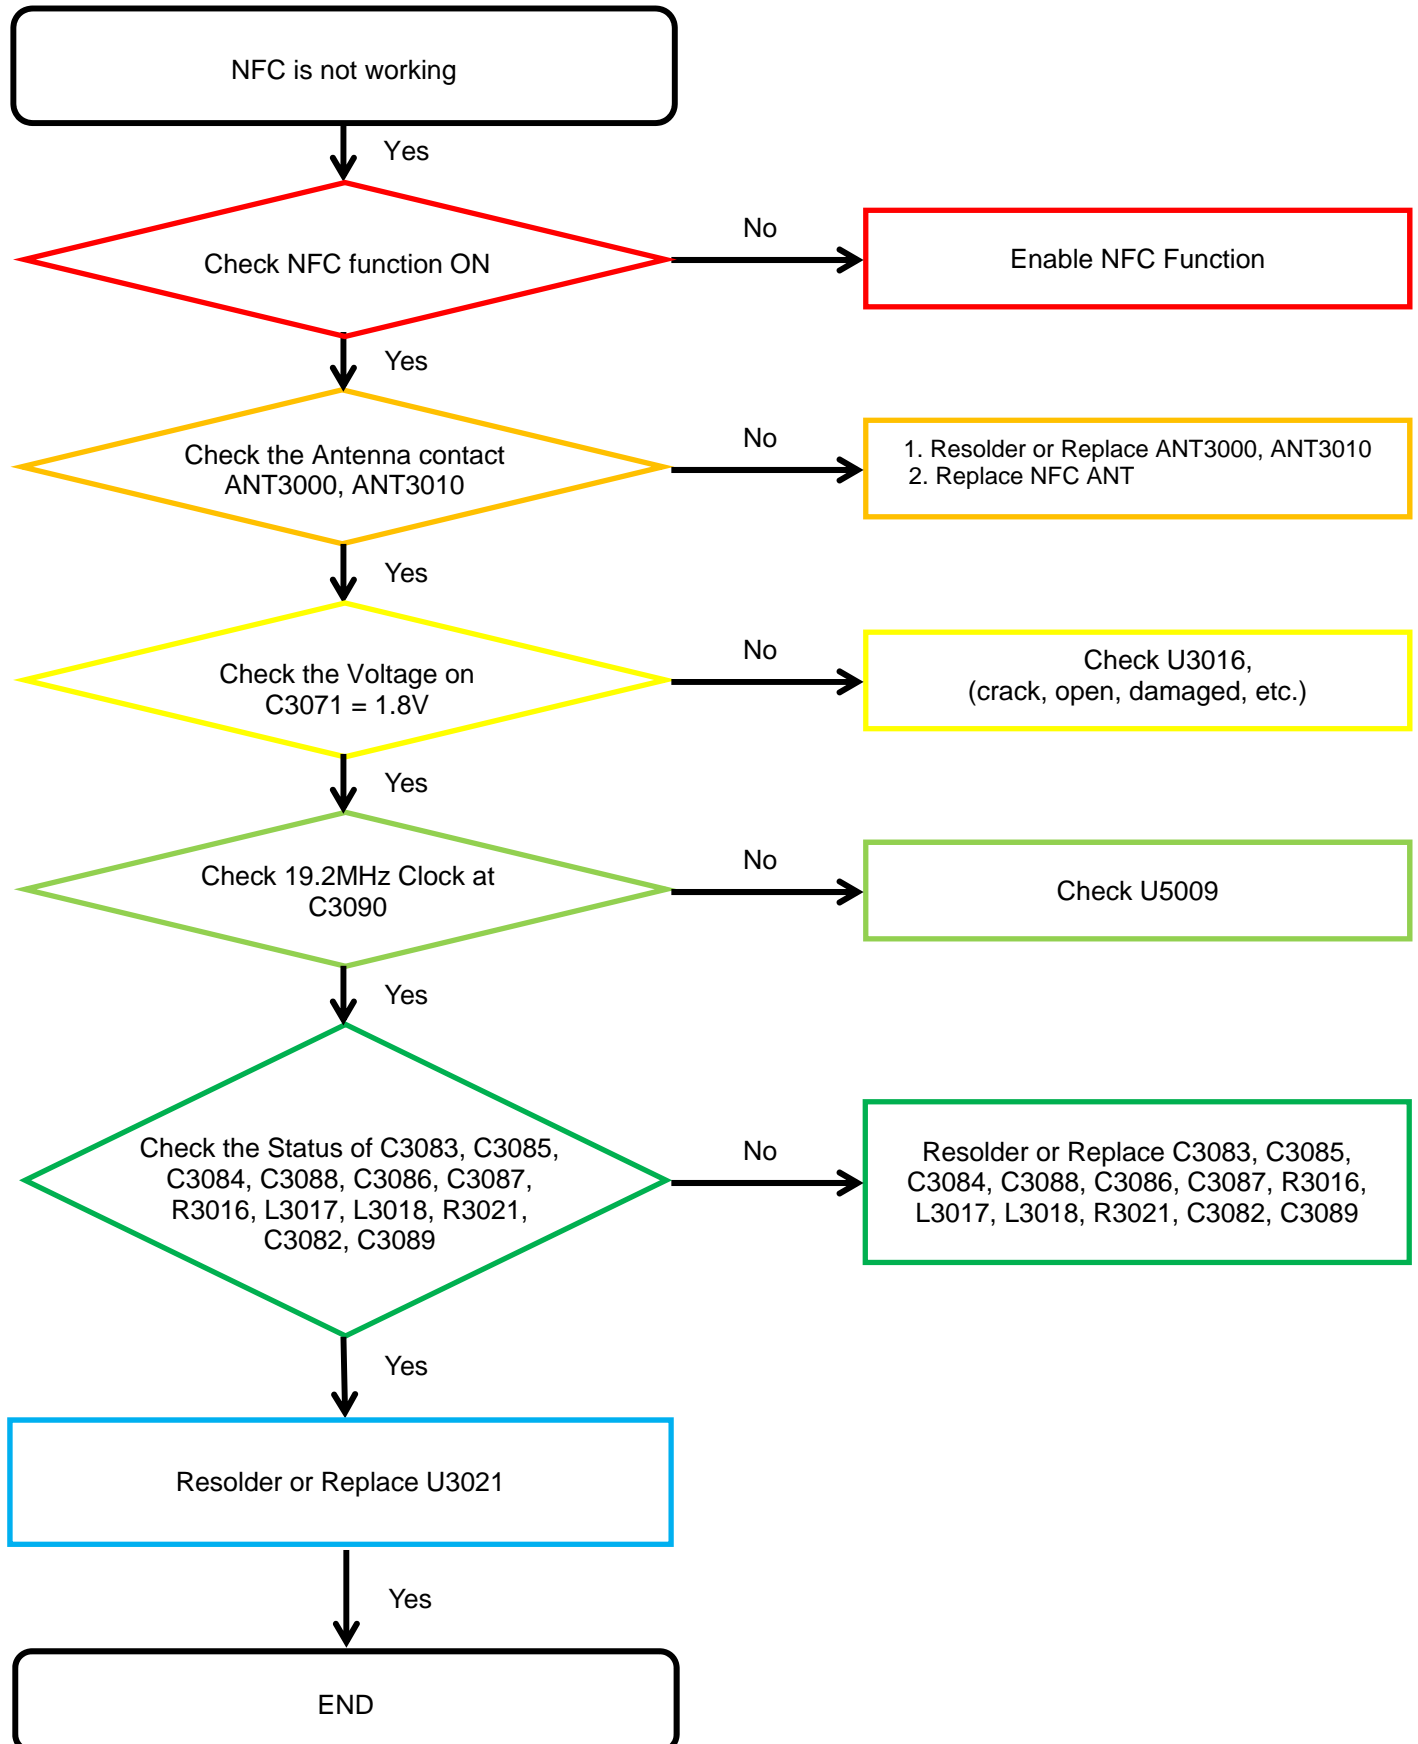 NFC is not working
Yes
Check NFC function ON
No
Enable NFC Function
Yes
Check the Antenna contact
ANT3000, ANT3010
No
1. Resolder or Replace ANT3000, ANT3010
2. Replace NFC ANT
Yes
Check the Voltage on
C3071 = 1.8V
No
Check U3016,
(crack, open, damaged, etc.)
Yes
Check 19.2MHz Clock at
C3090
No
Check U5009
Yes
Check the Status of C3083, C3085,
C3084, C3088, C3086, C3087,
R3016, L3017, L3018, R3021,
C3082, C3089
No
Resolder or Replace C3083, C3085,
C3084, C3088, C3086, C3087, R3016,
L3017, L3018, R3021, C3082, C3089
Yes
Resolder or Replace U3021
Yes
END